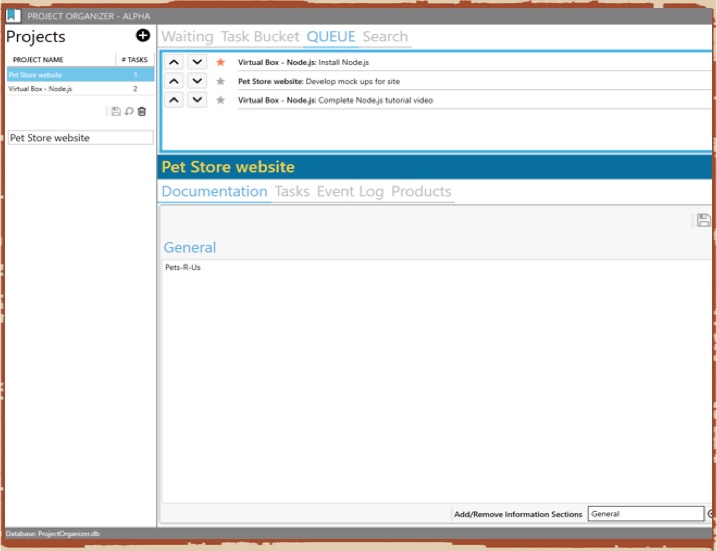 PROJECT ORGANIZER - ALPHA
Projects
PROJECT NAME # TASKS
Pet Store website 1
Virtual Box - Node.js 2
Pet Store website
Waiting Task Bucket QUEUE Search
Virtual Box - Node.js: Install Node.js
Pet Store website: Develop mock ups for site
Virtual Box - Node.js: Complete Node.js tutorial video
Pet Store website
Documentation Tasks Event Log Products
General
Pets-R-Us
Add/Remove Information Sections General
Database: ProjectOrganizer.db